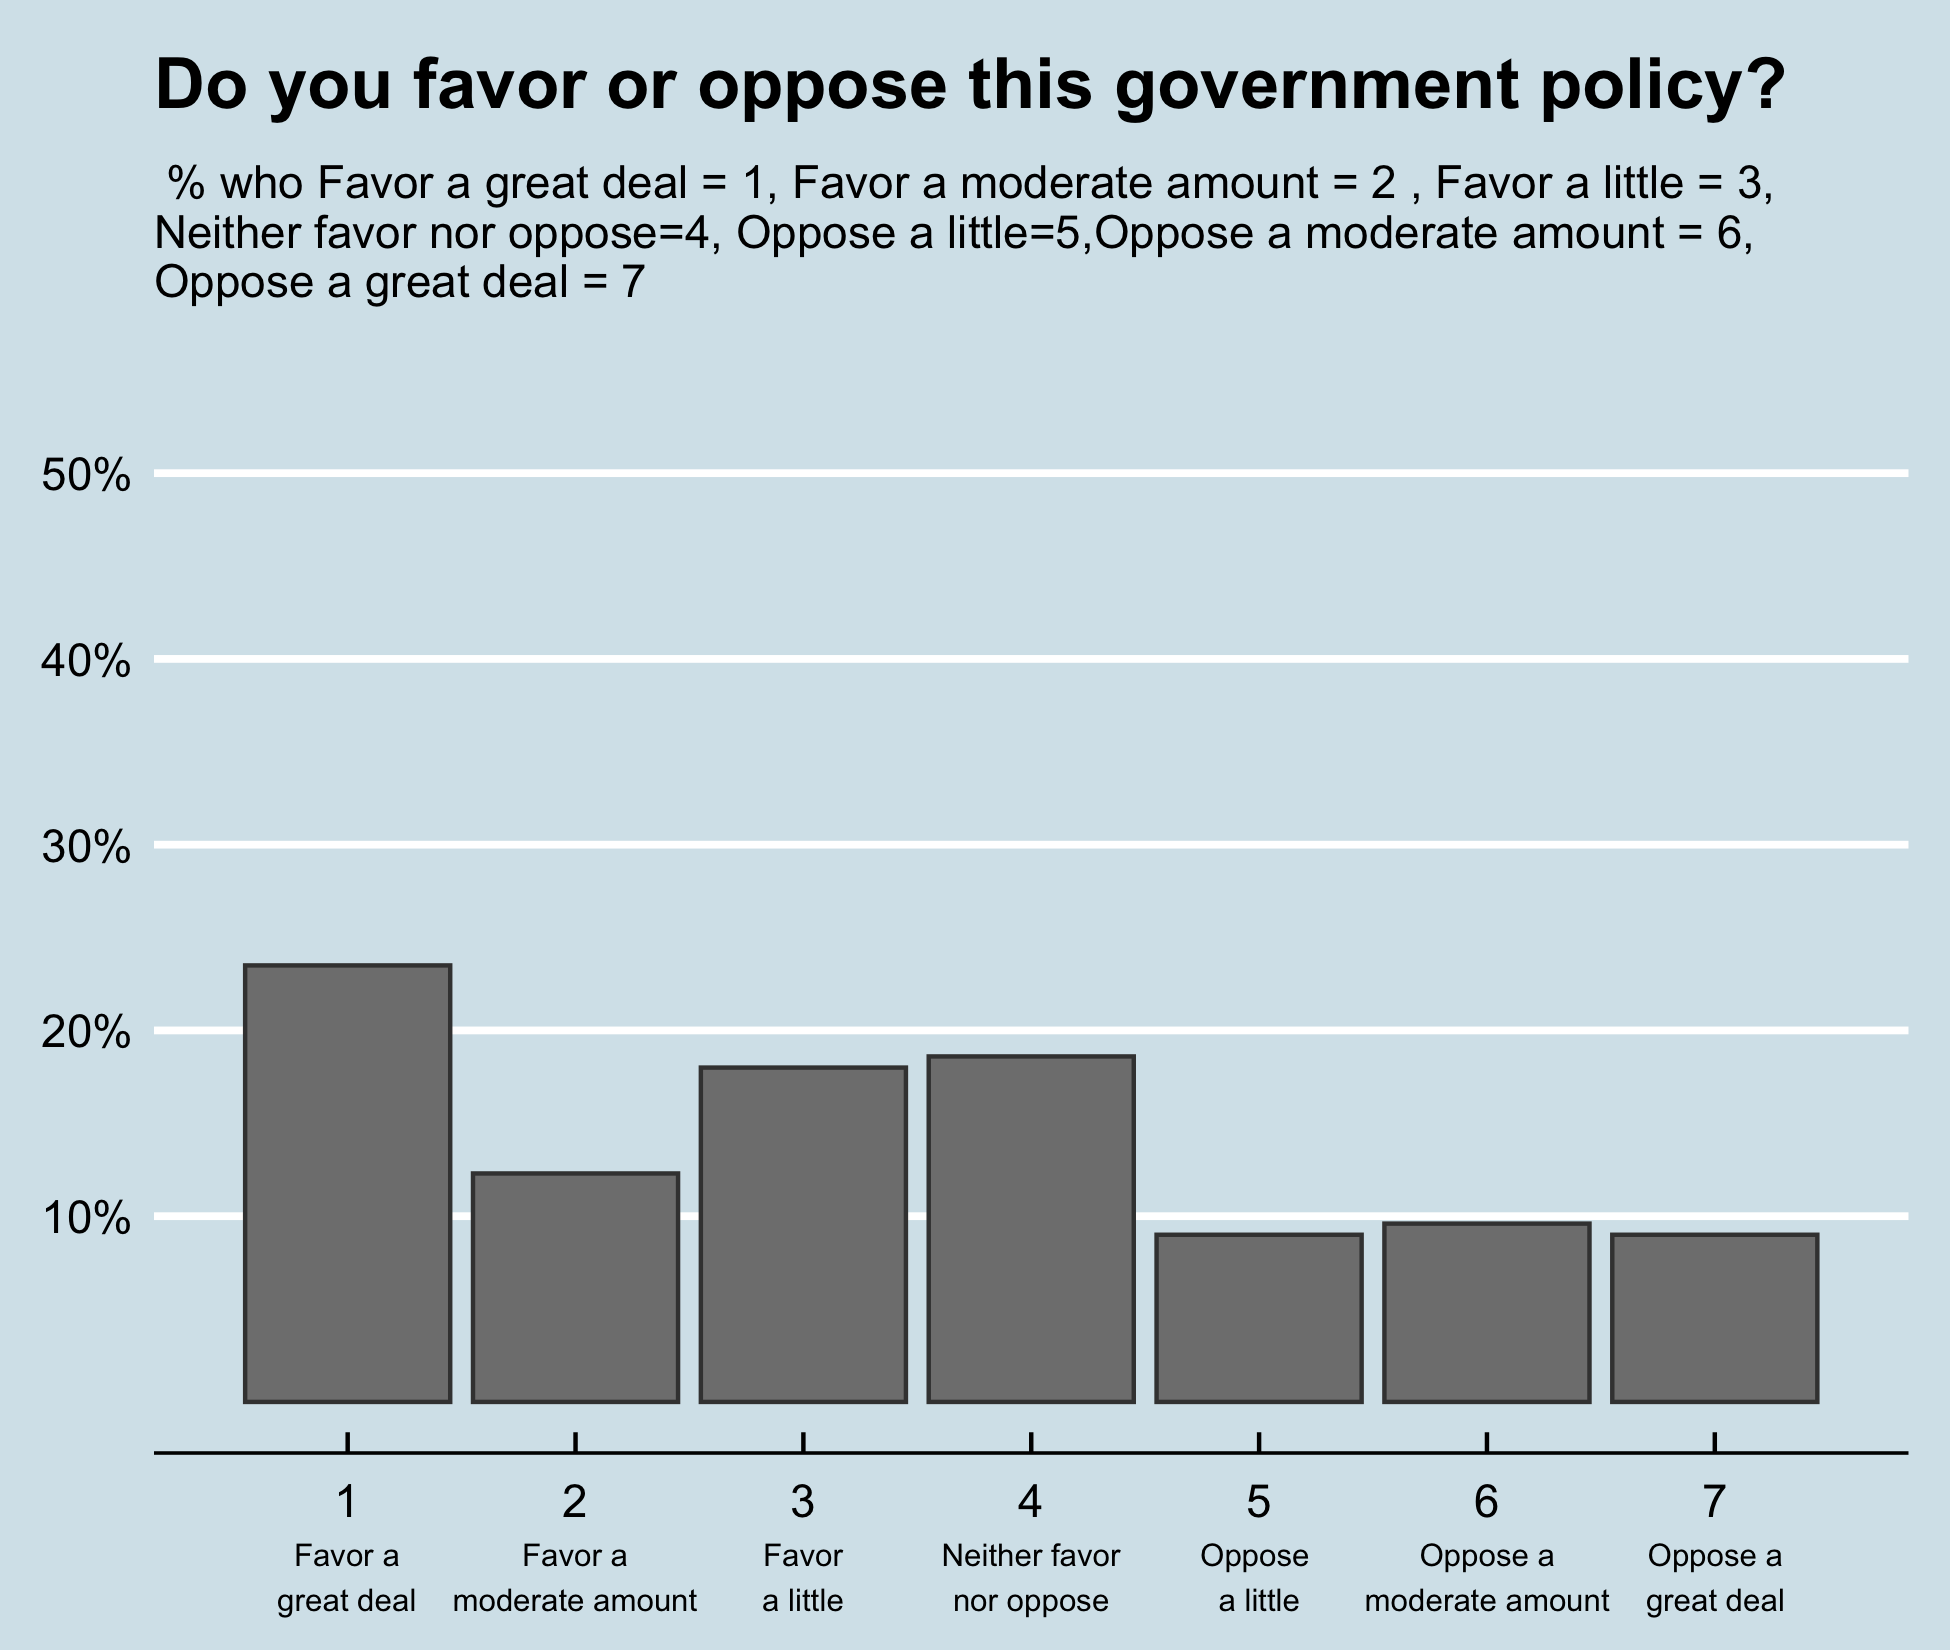 Do you favor or oppose this government policy?
% who Favor a great deal = 1, Favor a moderate amount = 2 , Favor a little = 3,
Neither favor nor oppose=4, Oppose a little=5,Oppose a moderate amount = 6,
Oppose a great deal = 7
50%
40%
30%
20%
10%
1 2 3 4 5 6 7
Favor a Favor a Favor Neither favor Oppose Oppose a Oppose a
great deal moderate amount a little nor oppose a little moderate amount great deal